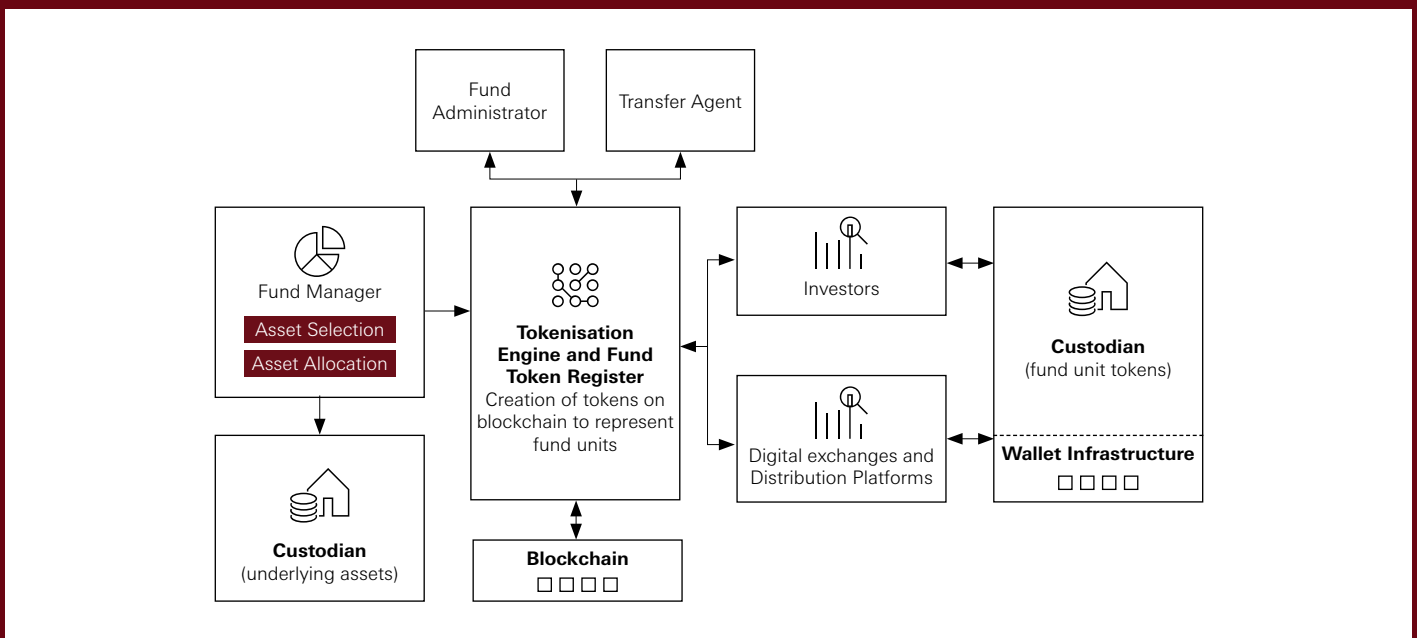 Fund
Administrator
Transfer Agent
Fund Manager
Asset Selection
Asset Allocation
Custodian
(underlying assets)
Tokenisation
Engine and Fund
Token Register
Creation of tokens on
blockchain to represent
fund units
Blockchain
Investors
Digital exchanges and
Distribution Platforms
Custodian
(fund unit tokens)
Wallet Infrastructure